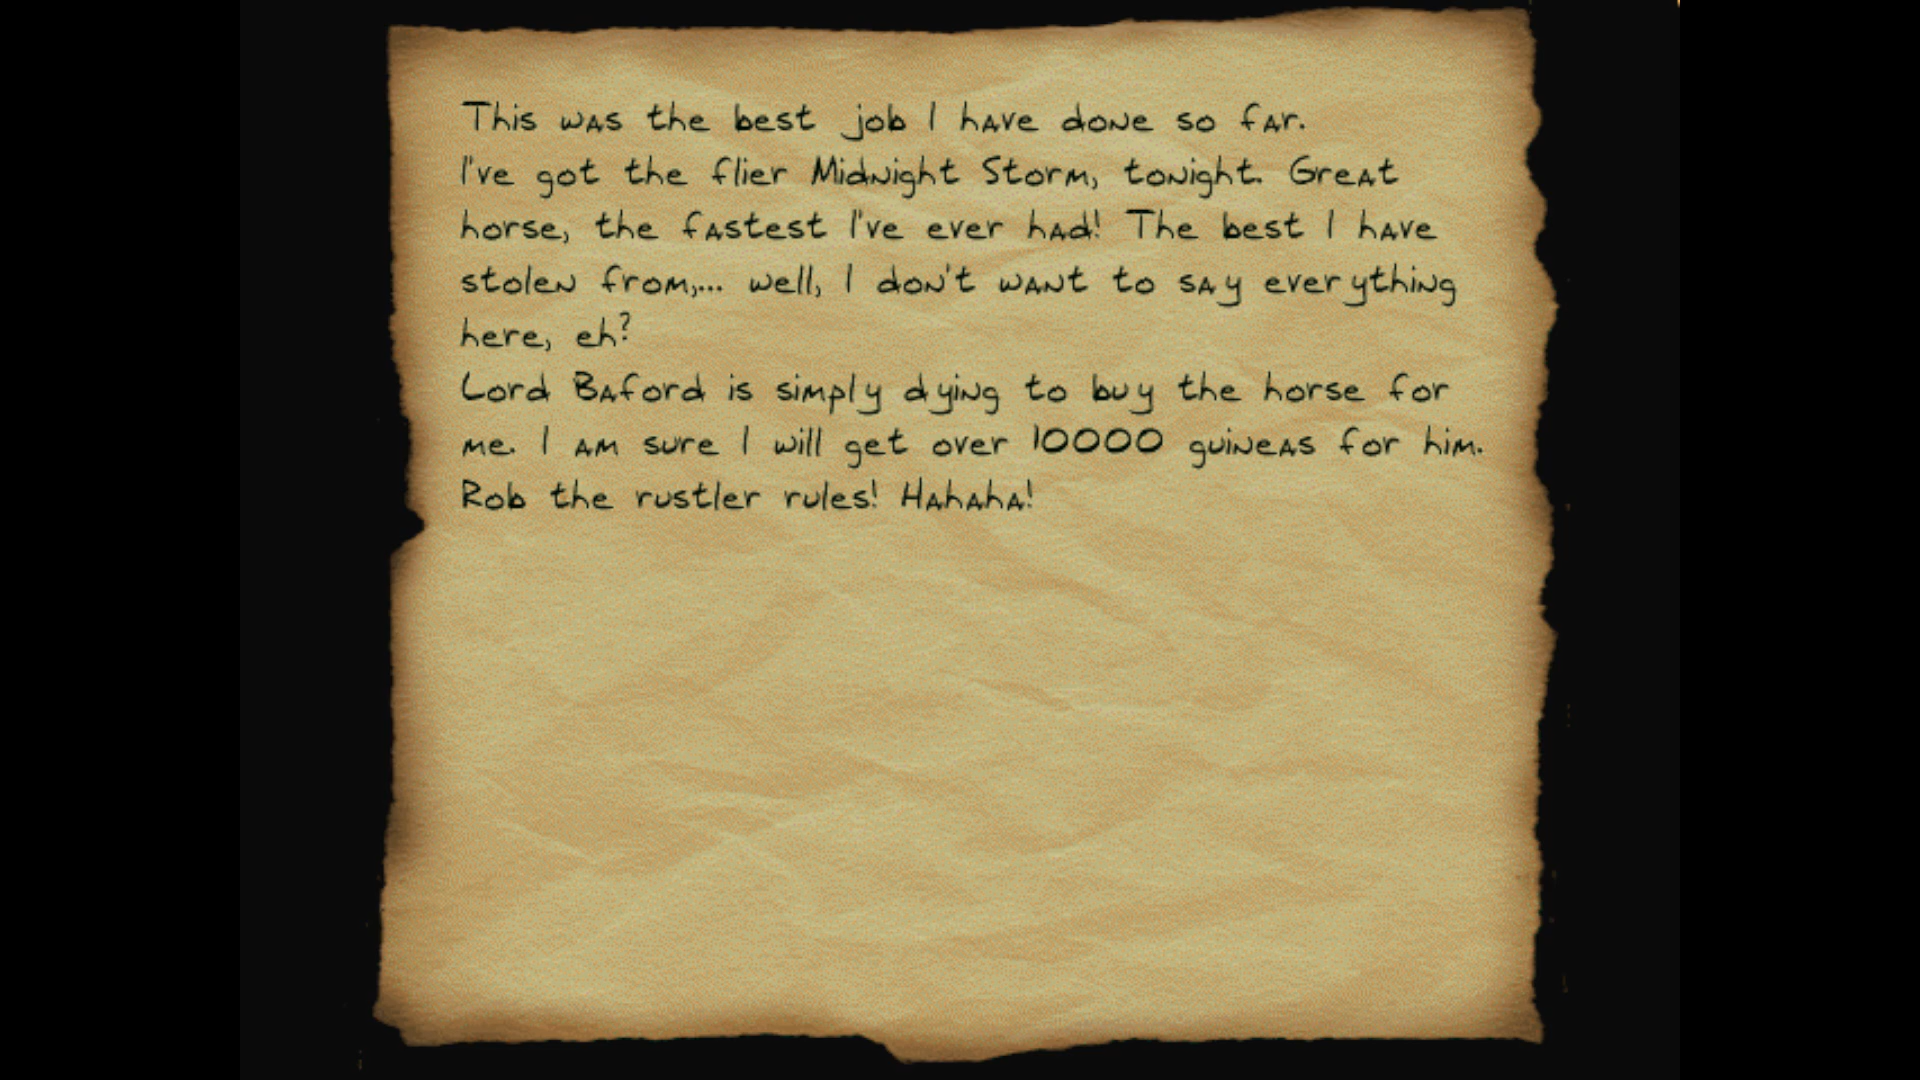 This was the best job I have done so far.
I've got the flier Midnight Storm, tonight. Great
horse, the fastest I've ever had! The best I have
stolen from,... well, I don't want to say everything
here, eh?
Lord Baford is simply dying to buy the horse for
me. I am sure I will get over 10000 guineas for him.
Rob the rustler rules! Hahaha!